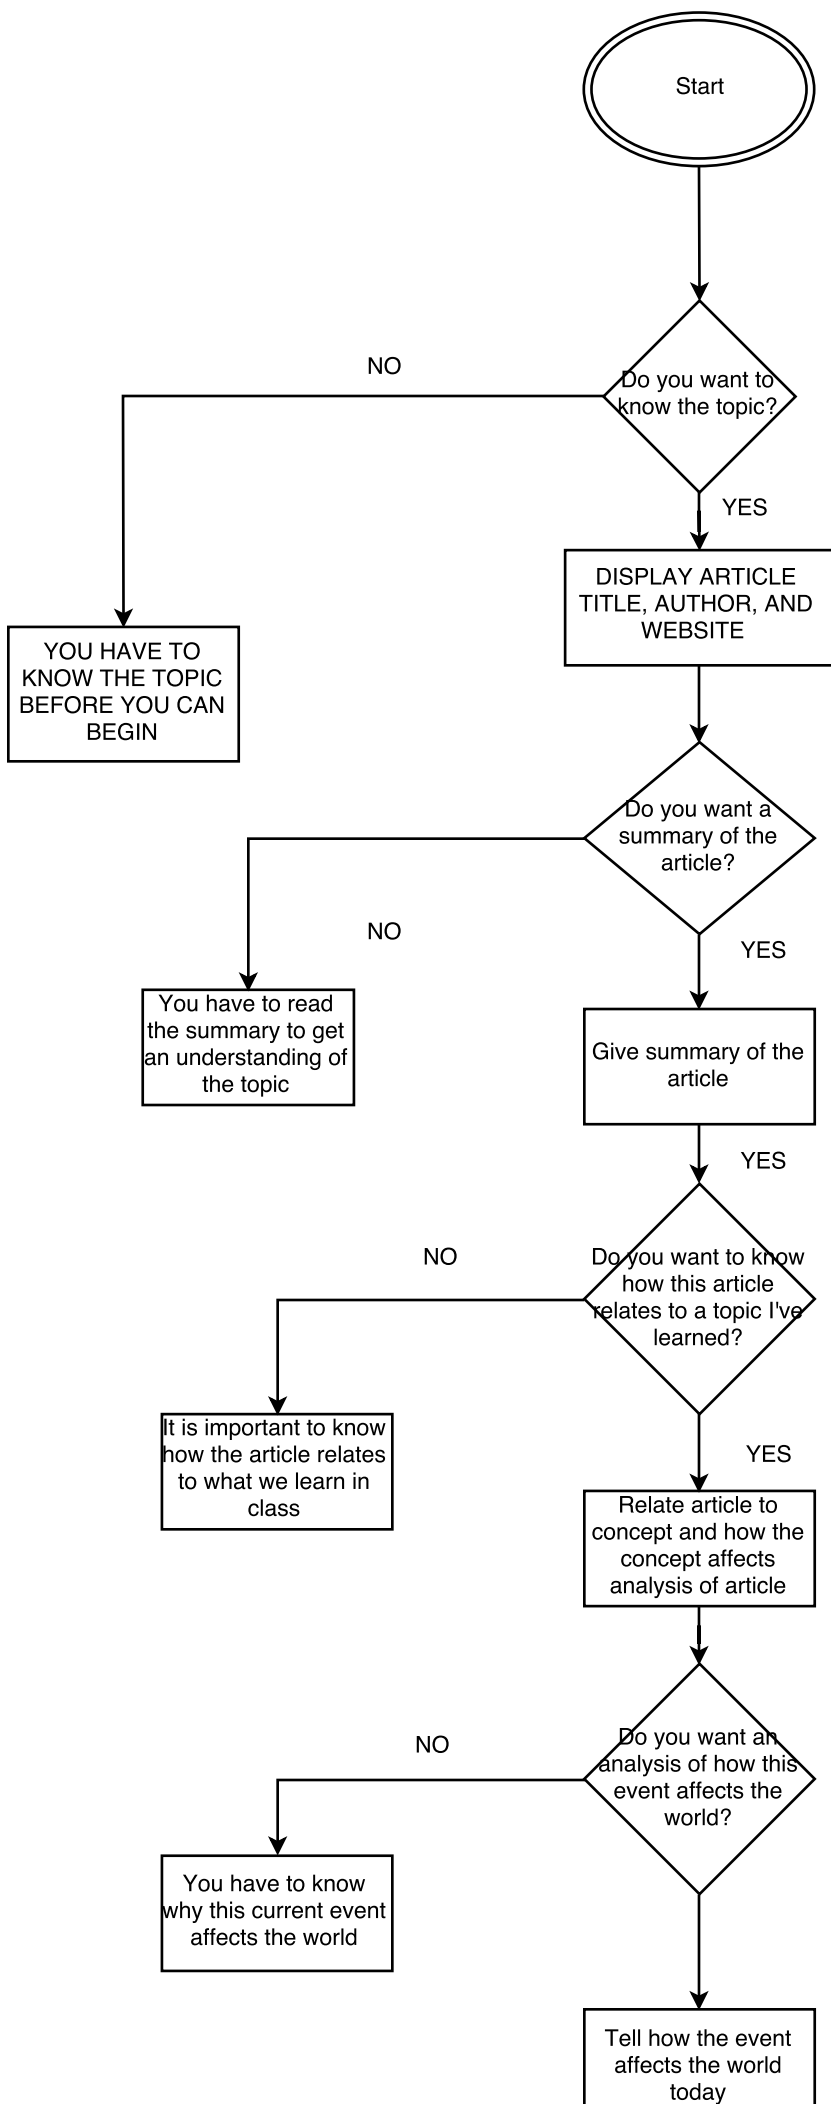 Start
Do you want to
know the topic?
NO
YES
DISPLAY ARTICLE
TITLE, AUTHOR, AND
WEBSITE
YOU HAVE TO
KNOW THE TOPIC
BEFORE YOU CAN
BEGIN
Do you want a
summary of the
article?
NO
YES
You have to read
the summary to get
an understanding of
the topic
Give summary of the
article
YES
Do you want to know
how this article
relates to a topic I've
learned?
NO
It is important to know
how the article relates
to what we learn in
class
YES
Relate article to
concept and how the
concept affects
analysis of article
Do you want an
analysis of how this
event affects the
world?
NO
You have to know
why this current event
affects the world
Tell how the event
affects the world
today